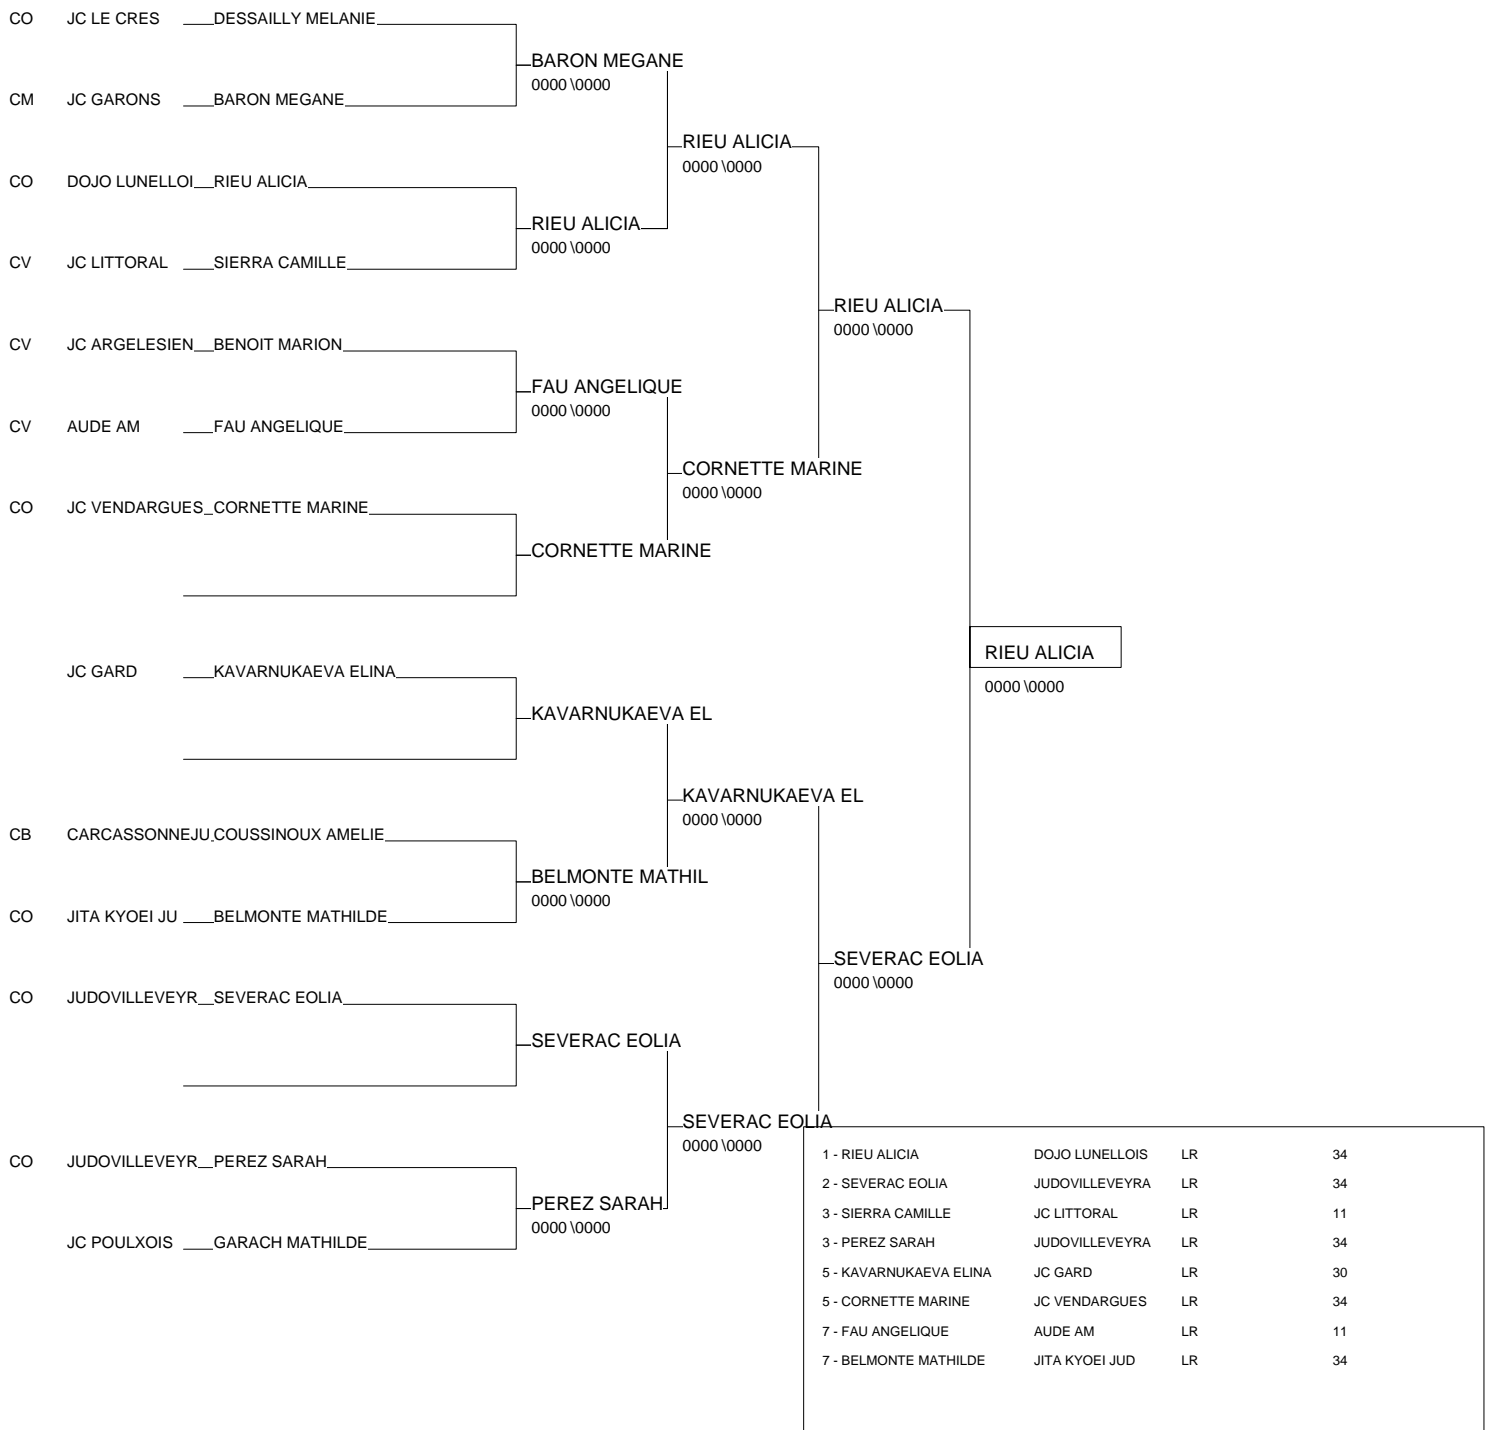 CO JC LE CRES DESSAILLY MELANIE
BARON MEGANE
0000 \0000
CM JC GARONS BARON MEGANE
RIEU ALICIA
0000 \0000
CO DOJO LUNELLOI RIEU ALICIA
RIEU ALICIA
0000 \0000
CV JC LITTORAL SIERRA CAMILLE
RIEU ALICIA
0000 \0000
CV JC ARGELESIEN BENOIT MARION
FAU ANGELIQUE
0000 \0000
CV AUDE AM FAU ANGELIQUE
CORNETTE MARINE
0000 \0000
CO JC VENDARGUES CORNETTE MARINE
CORNETTE MARINE
RIEU ALICIA
0000 \0000
JC GARD KAVARNUKAEVA ELINA
KAVARNUKAEVA EL
KAVARNUKAEVA EL
0000 \0000
CB CARCASSONNEJU COUSSINOUX AMELIE
BELMONTE MATHIL
0000 \0000
CO JITA KYOEI JU BELMONTE MATHILDE
SEVERAC EOLIA
0000 \0000
CO JUDOVILLEVEYR SEVERAC EOLIA
SEVERAC EOLIA
SEVERAC EOLIA
0000 \0000
CO JUDOVILLEVEYR PEREZ SARAH
PEREZ SARAH
0000 \0000
JC POULXOIS GARACH MATHILDE
1 - RIEU ALICIA DOJO LUNELLOIS LR 34
2 - SEVERAC EOLIA JUDOVILLEVEYRA LR 34
3 - SIERRA CAMILLE JC LITTORAL LR 11
3 - PEREZ SARAH JUDOVILLEVEYRA LR 34
5 - KAVARNUKAEVA ELINA JC GARD LR 30
5 - CORNETTE MARINE JC VENDARGUES LR 34
7 - FAU ANGELIQUE AUDE AM LR 11
7 - BELMONTE MATHILDE JITA KYOEI JUD LR 34